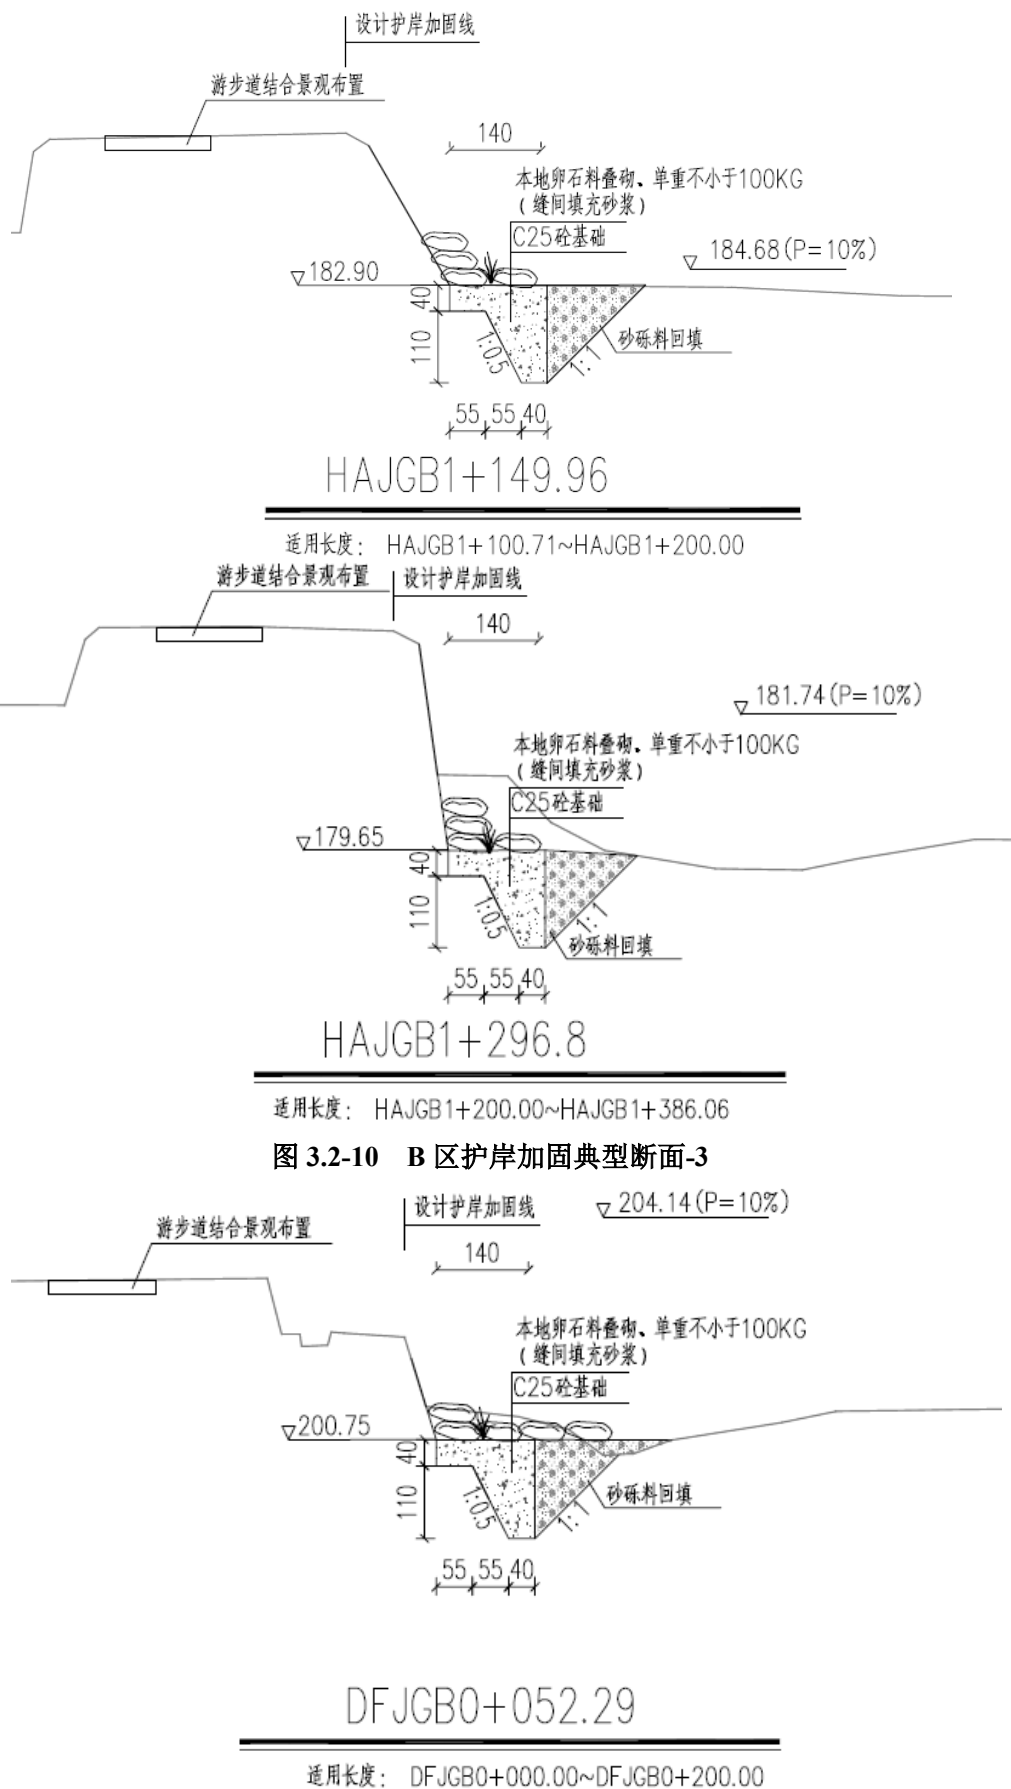 设计护岸加固线
游步道结合景观布置
140
本地卵石料叠砌、单重不小于100KG
(缝间填充砂浆)
C25砼基础
184.68(P=10%)
182.90
40
110
1:0.5
1:1
砂砾料回填
55 55 40
HAJGB1+149.96
适用长度: HAJGB1+100.71~HAJGB1+200.00
游步道结合景观布置
设计护岸加固线
140
181.74(P=10%)
本地卵石料叠砌、单重不小于100KG
(缝间填充砂浆)
C25砼基础
179.65
40
110
1:0.5
1:1
砂砾料回填
55 55 40
HAJGB1+296.8
适用长度: HAJGB1+200.00~HAJGB1+386.06
图 3.2-10 B 区护岸加固典型断面-3
设计护岸加固线
204.14(P=10%)
游步道结合景观布置
140
本地卵石料叠砌、单重不小于100KG
(缝间填充砂浆)
C25砼基础
200.75
40
110
1:0.5
1:1
砂砾料回填
55 55 40
DFJGB0+052.29
适用长度: DFJGB0+000.00~DFJGB0+200.00